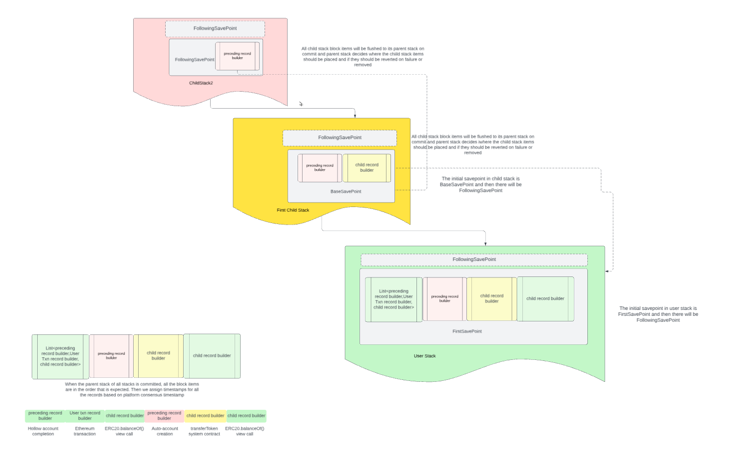 FollowingSavePoint
FollowingSavePoint
preceding record
builder
ChildStack2
All child stack block items will be flushed to its parent stack on
commit and parent stack decides where the child stack items
should be placed and if they should be reverted on failure or
removed
FollowingSavePoint
preceding record
builder
child record
builder
BaseSavePoint
First Child Stack
All child stack block items will be flushed to its parent stack on
commit and parent stack decides where the child stack items
should be placed and if they should be reverted on failure or
removed
The initial savepoint in child stack is
BaseSavePoint and then there will be
FollowingSavePoint
FollowingSavePoint
List<preceding
record builder,User
Txn record builder,
child record builder>
preceding record
builder
child record
builder
child record builder
FirstSavePoint
User Stack
The initial savepoint in user stack is
FirstSavePoint and then there will be
FollowingSavePoint
List<preceding
record builder,User
Txn record builder,
child record builder>
preceding record
builder
child record
builder
child record builder
When the parent stack of all stacks is commited, all the block items
are in the order that is expected. Then we assign timestamps for all
the records based on platform consensus timestamp.
preceding record
builder
User txn record
builder
child record builder
preceding record
builder
child record builder
child record builder
Hollow account
completion
Ethereum
transaction
ERC20.balanceOf()
view call
Auto-account
creation
transferToken
system contract
ERC20.balanceOf()
view call